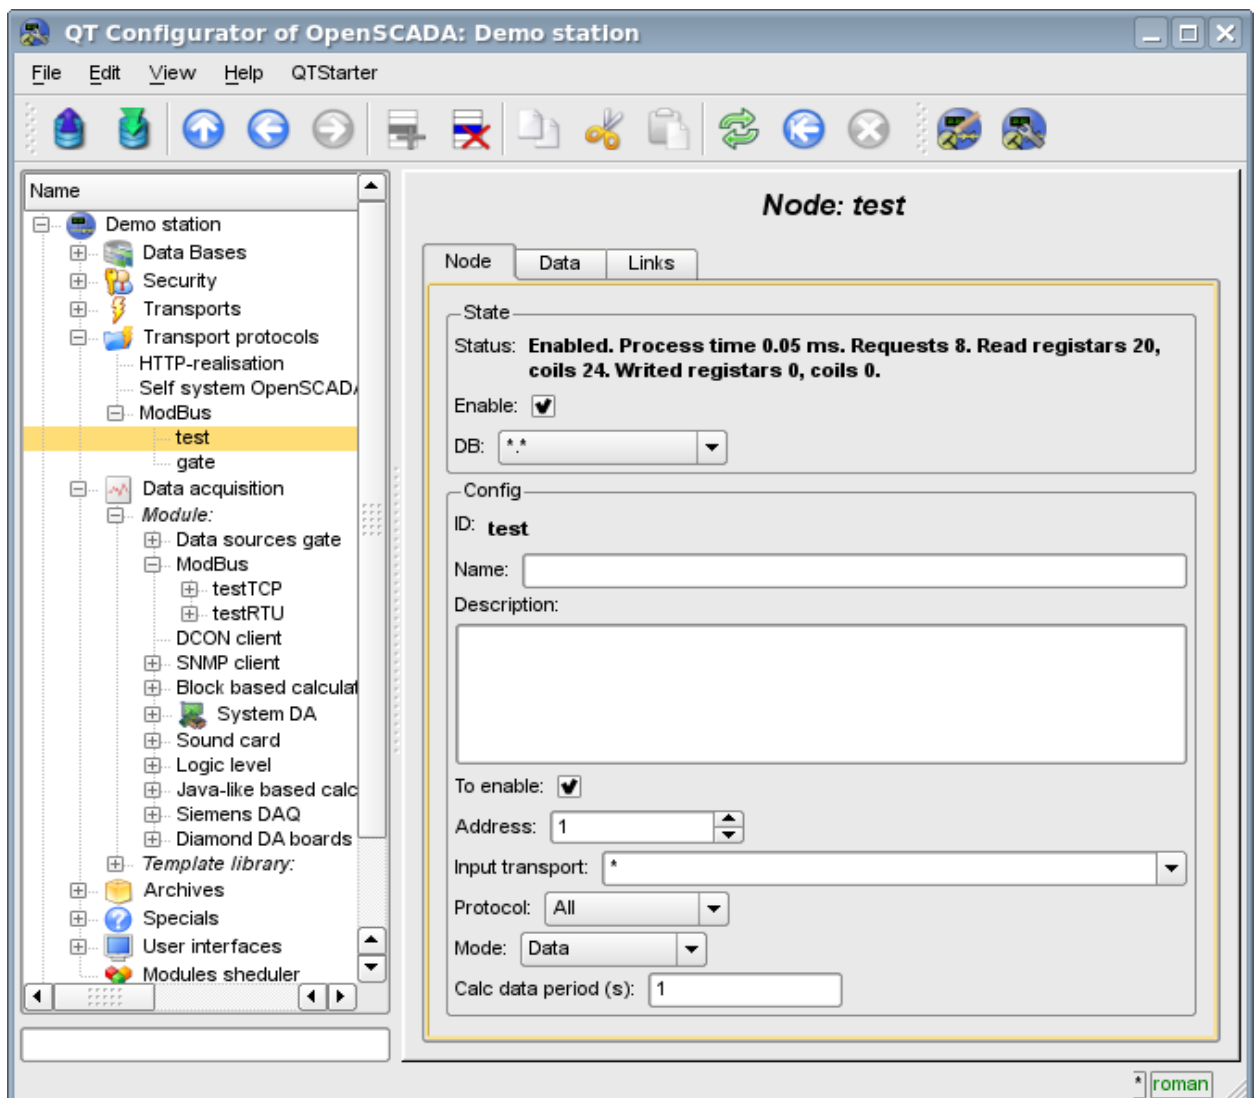 QT Configurator of OpenSCADA: Demo station
File Edit View Help QTStarter
Name
Demo station
Data Bases
Security
Transports
Transport protocols
HTTP-realisation
Self system OpenSCADA
ModBus
test
gate
Data acquisition
Module:
Data sources gate
ModBus
testTCP
testRTU
DCON client
SNMP client
Block based calculat
System DA
Sound card
Logic level
Java-like based calc
Siemens DAQ
Diamond DA boards
Template library:
Archives
Specials
User interfaces
Modules sheduler
Node: test
Node Data Links
State
Status: Enabled. Process time 0.05 ms. Requests 8. Read registars 20,
coils 24. Writed registars 0, coils 0.
Enable:
DB: *.*
Config
ID: test
Name:
Description:
To enable:
Address: 1
Input transport: *
Protocol: All
Mode: Data
Calc data period (s): 1
* roman